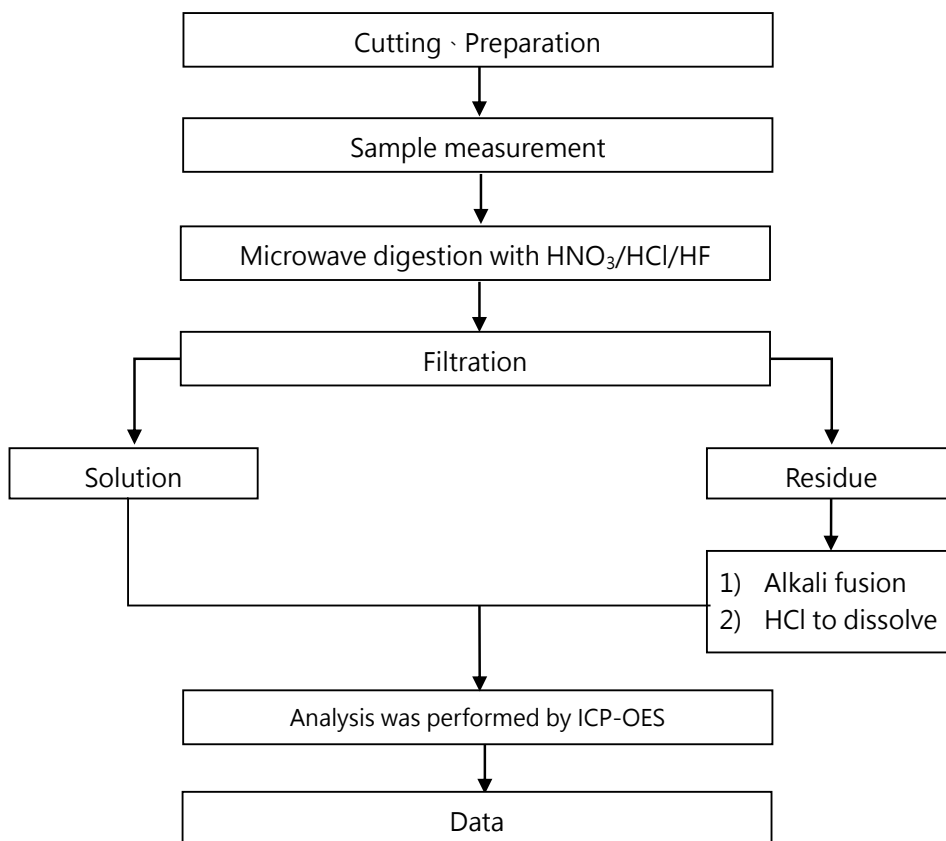 Cutting、Preparation
Sample measurement
Microwave digestion with HNO₃/HCl/HF
Filtration
Solution
Residue
1) Alkali fusion
2) HCl to dissolve
Analysis was performed by ICP-OES
Data